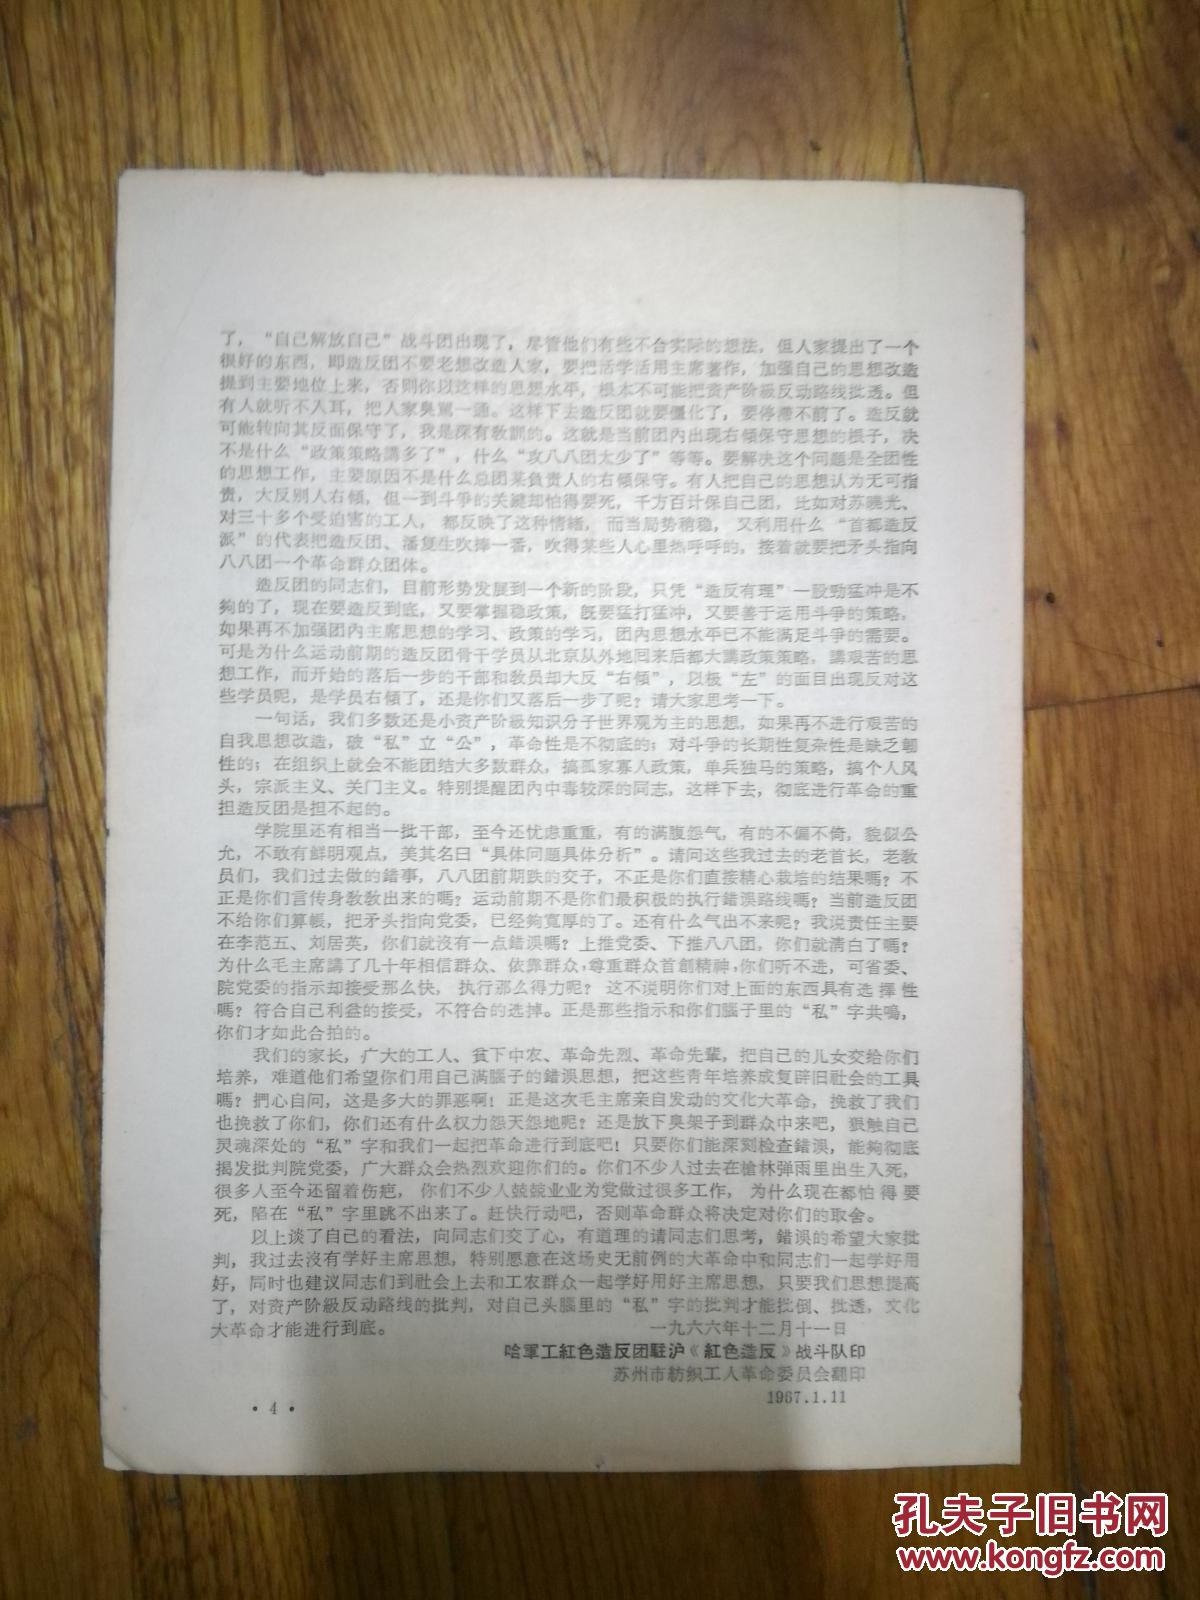 了，“自己解放自己”战斗团出现了，尽管他们有些不合实际的想法，但人家提出了一个
很好的东西，即造反团不要老想改造人家，要把活学活用主席著作，加强自己的思想改造
提到主要地位上来，否则你以这样的思想水平，根本不可能把资产阶級反动路线批透。但
有人就听不入耳，把人家臭罵一通。这样下去造反团就要僵化了，要停滞不前了。造反就
可能转向其反面保守了，我是深有教訓的。这就是当前团内出现右傾保守思想的根子，决
不是什么“政策策略講多了”，什么“攻八八团太少了”等等。要解决这个问题是全团性
的思想工作，主要原因不是什么总团某負責人的右傾保守。有人把自己的思想认为无可指
责，大反别人右傾，但一到斗爭的关鍵却怕得要死，千方百计保自己团，比如对苏晓光、
对三十多个受迫害的工人，都反映了这种情緒，而当局势稍稳，又利用什么“首都造反
派”的代表把造反团、潘复生吹捧一番，吹得某些人心里热呼呼的，接着就要把矛头指向
八八团一个革命群众团体。
造反团的同志们，目前形势发展到一个新的阶段，只凭“造反有理”一股勁猛冲是不
夠的了，现在要造反到底，又要掌握稳政策，既要猛打猛冲，又要善于运用斗爭的策略，
如果再不加强团内主席思想的学习、政策的学习，团内思想水平已不能满足斗爭的需要。
可是为什么运动前期的造反团骨干学员从北京从外地回来后都大講政策策略，講艰苦的思
想工作，而开始的落后一步的干部和教员却大反“右傾”，以极“左”的面目出现反对这
些学员呢，是学员右傾了，还是你们又落后一步了呢？请大家思考一下。
一句话，我们多数还是小资产阶級知识分子世界观为主的思想，如果再不进行艰苦的
自我思想改造，破“私”立“公”，革命性是不彻底的；对斗爭的长期性复杂性是缺乏韌
性的；在组织上就会不能团结大多数群众，搞孤家寡人政策，单兵独马的策略，搞个人风
头，宗派主义、关门主义。特别提醒团内中毒较深的同志，这样下去，彻底进行革命的重
担造反团是担不起的。
学院里还有相当一批干部，至今还忧虑重重，有的满腹怨气，有的不偏不倚，貌似公
允，不敢有鲜明观点，美其名曰“具体问题具体分析”。请问这些我过去的老首长，老教
员们，我们过去做的錯事，八八团前期跌的交子，不正是你们直接精心栽培的结果嗎？不
正是你们言传身教教出来的嗎？运动前期不是你们最积极的执行錯誤路线嗎？当前造反团
不给你们算帳，把矛头指向党委，已经夠寬厚的了。还有什么气出不来呢？我说责任主要
在李范五、刘居英，你们就沒有一点錯误嗎？上推党委、下推八八团，你们就清白了嗎？
为什么毛主席講了几十年相信群众、依靠群众，尊重群众首創精神，你们听不进，可省委、
院党委的指示却接受那么快，执行那么得力呢？这不说明你们对上面的东西具有选擇性
嗎？符合自己利益的接受，不符合的选掉。正是那些指示和你们腦子里的“私”字共鳴，
你们才如此合拍的。
我们的家长，广大的工人、贫下中农、革命先烈、革命先輩，把自己的儿女交给你们
培养，难道他们希望你们用自己满腦子的錯误思想，把这些青年培养成复辟旧社会的工具
嗎？捫心自问，这是多大的罪恶啊！正是这次毛主席亲自发动的文化大革命，挽救了我们
也挽救了你们，你们还有什么权力怨天怨地呢？还是放下臭架子到群众中来吧，狠触自己
灵魂深处的“私”字和我们一起把革命进行到底吧！只要你们能深刻检查錯误，能夠彻底
揭发批判院党委，广大群众会热烈欢迎你们的。你们不少人过去在槍林弹雨里出生入死，
很多人至今还留着伤疤，你们不少人兢兢业业为党做过很多工作，为什么现在都怕得要
死，陷在“私”字里跳不出来了。赶快行动吧，否则革命群众将决定对你们的取舍。
以上谈了自己的看法，向同志们交了心，有道理的请同志们思考，錯误的希望大家批
判，我过去沒有学好主席思想，特别愿意在这场史无前例的大革命中和同志们一起学好用
好，同时也建议同志们到社会上去和工农群众一起学好用好主席思想，只要我们思想提高
了，对资产阶級反动路线的批判，对自己头腦里的“私”字的批判才能批倒、批透，文化
大革命才能进行到底。 一九六六年十二月十一日
哈軍工紅色造反团駐沪《紅色造反》战斗队印
苏州市紡织工人革命委员会翻印
1967.1.11
• 4 •
孔夫子旧书网
www.kongfz.com